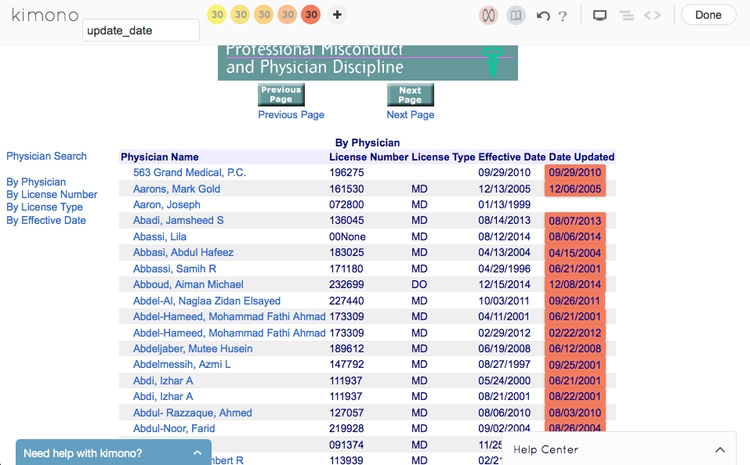 kimono
update_date
30 30 30 30 30 +
? Done
Professional Misconduct
and Physician Discipline
Previous Page
Next Page
Previous Page Next Page
By Physician
Physician Search
By Physician
By License Number
By License Type
By Effective Date
Physician Name License Number License Type Effective Date Date Updated
563 Grand Medical, P.C. 196275 09/29/2010 09/29/2010
Aarons, Mark Gold 161530 MD 12/13/2005 12/06/2005
Aaron, Joseph 072800 MD 01/13/1999
Abadi, Jamsheed S 136045 MD 08/14/2013 08/07/2013
Abassi, Lila 00None MD 08/12/2014 08/06/2014
Abbasi, Abdul Hafeez 183025 MD 04/13/2004 04/15/2004
Abbassi, Samih R 171180 MD 04/29/1996 06/21/2001
Abboud, Aiman Michael 232699 DO 12/15/2014 12/08/2014
Abdel-Al, Naglaa Zidan Elsayed 227440 MD 10/03/2011 09/26/2011
Abdel-Hameed, Mohammad Fathi Ahmad 173309 MD 04/11/2001 06/21/2001
Abdel-Hameed, Mohammad Fathi Ahmad 173309 MD 02/29/2012 02/22/2012
Abdeljaber, Mutee Husein 189612 MD 06/19/2008 06/12/2008
Abdelmessih, Azmi L 147792 MD 08/27/1997 09/25/2001
Abdi, Izhar A 111937 MD 05/24/2000 06/21/2001
Abdi, Izhar A 111937 MD 08/21/2001 08/22/2001
Abdul- Razzaque, Ahmed 127057 MD 08/06/2010 08/03/2010
Abdul-Noor, Farid 219928 MD 09/02/2004 08/26/2004
091374 MD 11/25
bert R 113939 MD 02/21
Need help with kimono?
Help Center